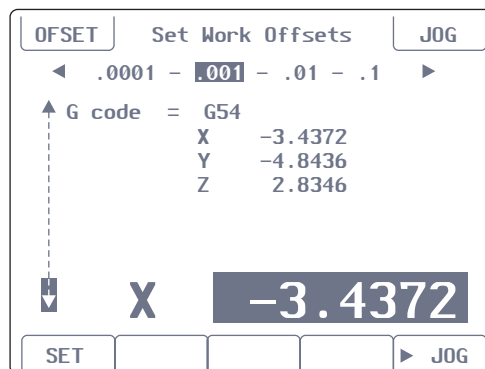 OFSET Set Work Offsets JOG
◄ .0001 – .001 – .01 – .1 ►
G code = G54
X –3.4372
Y –4.8436
Z 2.8346
X –3.4372
SET ► JOG